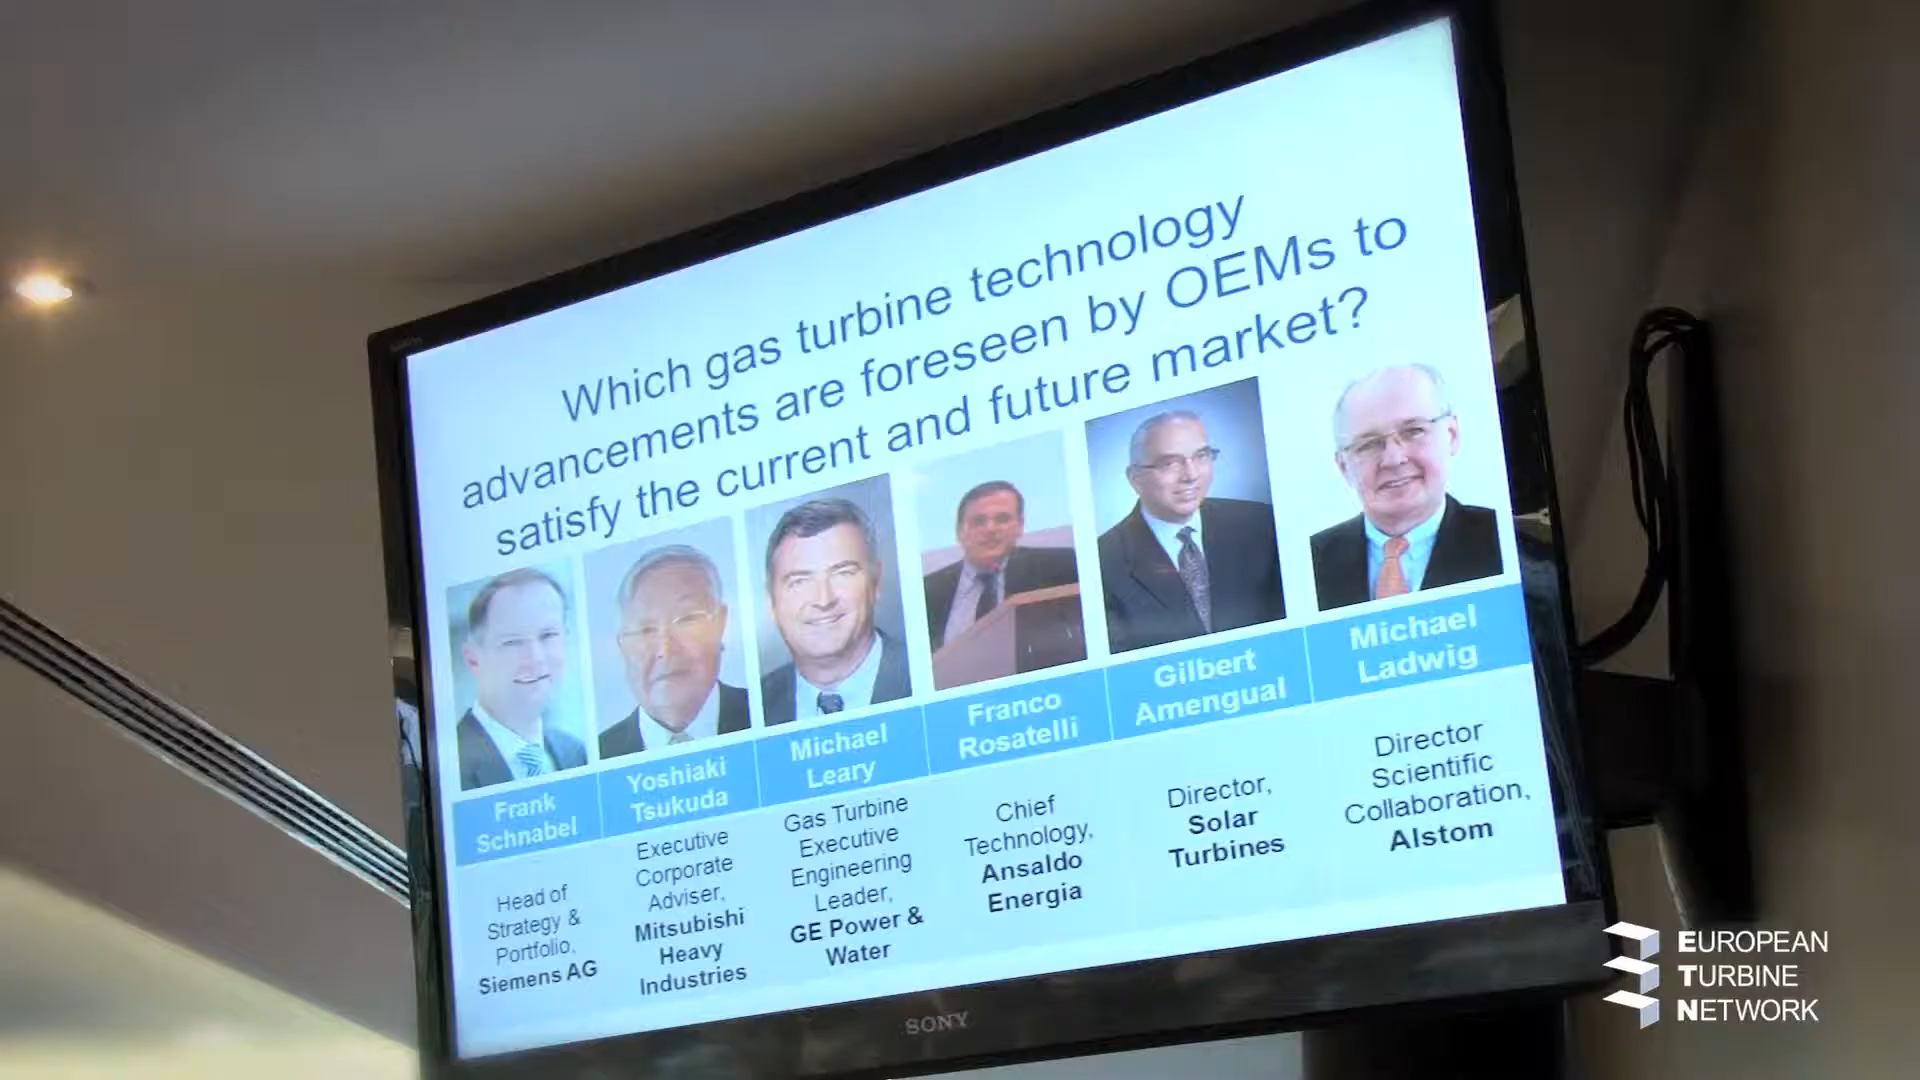 Which gas turbine technology
advancements are foreseen by OEMs to
satisfy the current and future market?
Frank
Schnabel
Head of
Strategy &
Portfolio,
Siemens AG
Yoshiaki
Tsukuda
Executive
Corporate
Adviser,
Mitsubishi
Heavy
Industries
Michael
Leary
Gas Turbine
Executive
Engineering
Leader,
GE Power &
Water
Franco
Rosatelli
Chief
Technology,
Ansaldo
Energia
Gilbert
Amengual
Director,
Solar
Turbines
Michael
Ladwig
Director
Scientific
Collaboration,
Alstom
SONY
EUROPEAN
TURBINE
NETWORK